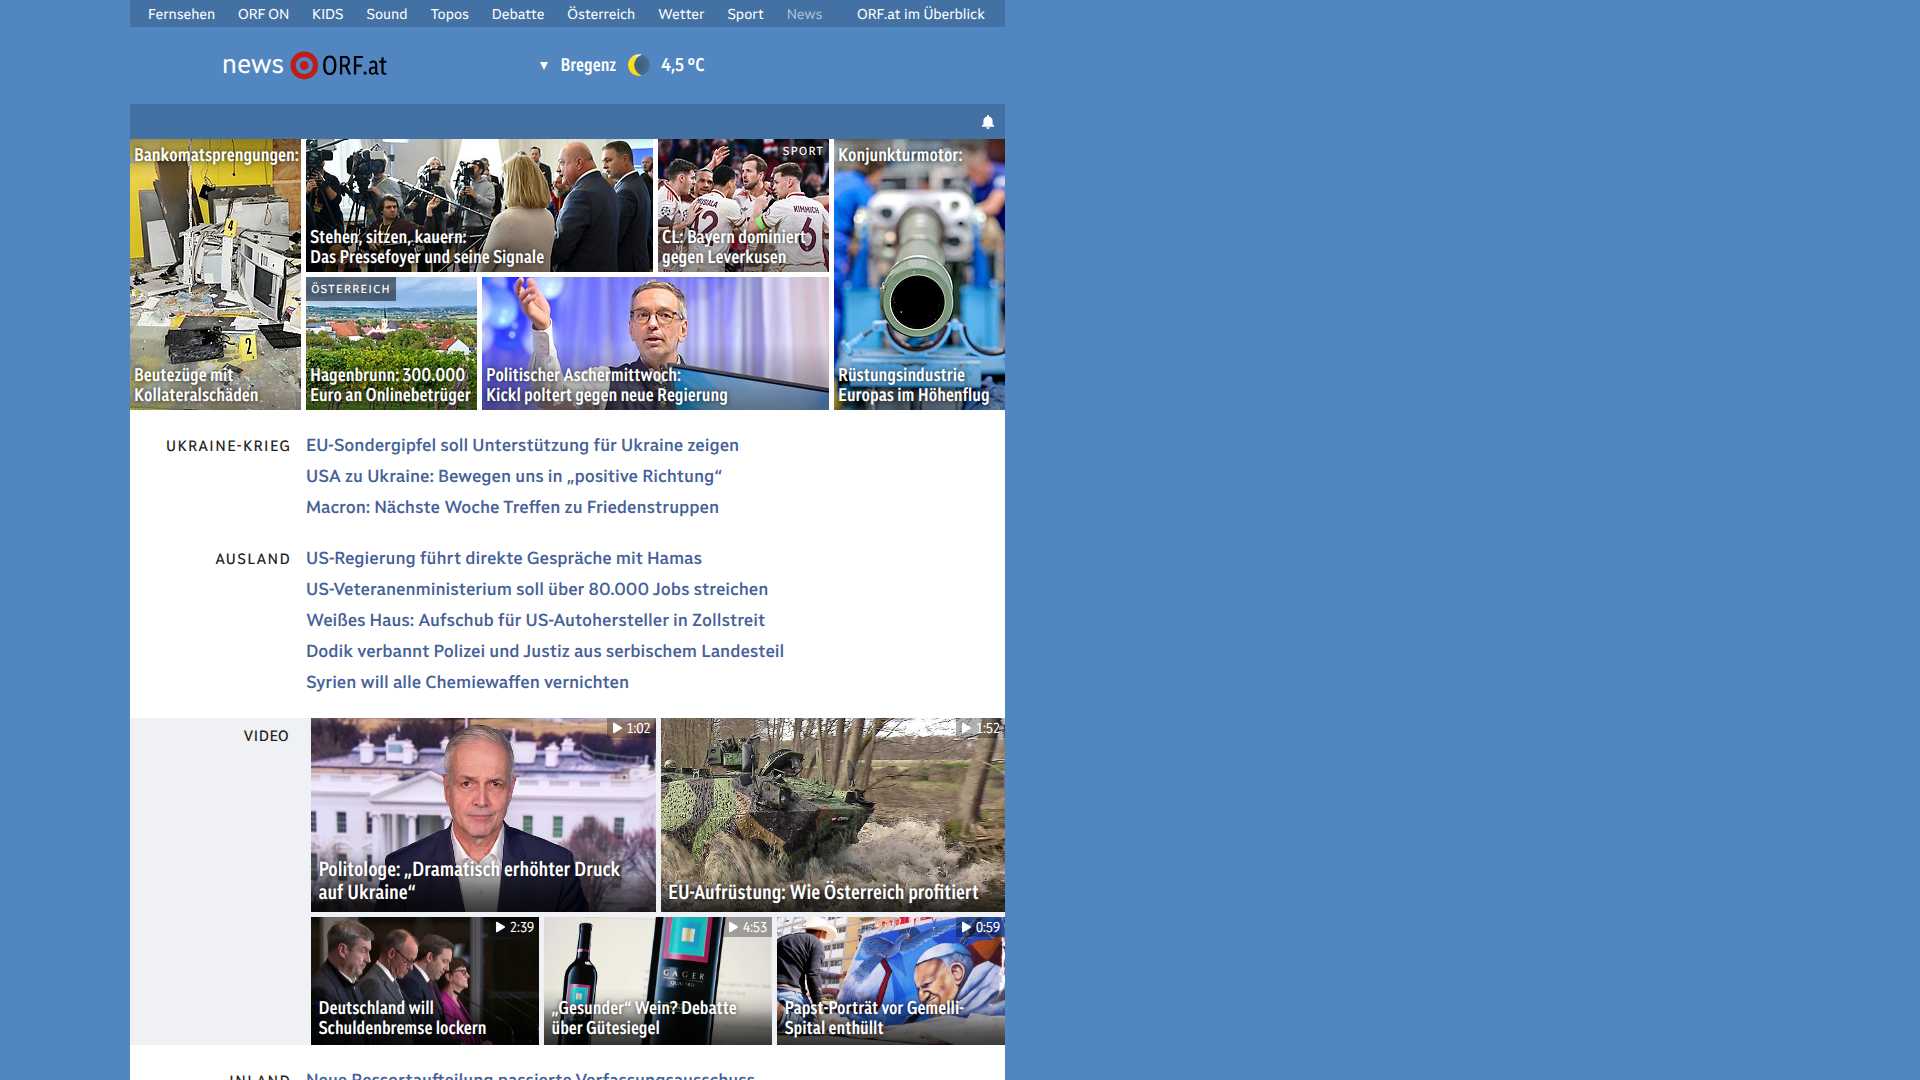 Fernsehen ORF ON KIDS Sound Topos Debatte Österreich Wetter Sport News ORF.at im Überblick
news ORF.at
Bregenz 4,5 °C
Bankomatsprengungen:
Beutezüge mit
Kollateralschäden
Stehen, sitzen, kauern:
Das Pressefoyer und seine Signale
SPORT
CL: Bayern dominiert
gegen Leverkusen
Konjunkturmotor:
Rüstungsindustrie
Europas im Höhenflug
ÖSTERREICH
Hagenbrunn: 300.000
Euro an Onlinebetrüger
Politischer Aschermittwoch:
Kickl poltert gegen neue Regierung
4
2
MUSIALA
KIMMICH
6
UKRAINE-KRIEG
EU-Sondergipfel soll Unterstützung für Ukraine zeigen
USA zu Ukraine: Bewegen uns in „positive Richtung“
Macron: Nächste Woche Treffen zu Friedenstruppen
AUSLAND
US-Regierung führt direkte Gespräche mit Hamas
US-Veteranenministerium soll über 80.000 Jobs streichen
Weißes Haus: Aufschub für US-Autohersteller in Zollstreit
Dodik verbannt Polizei und Justiz aus serbischem Landesteil
Syrien will alle Chemiewaffen vernichten
VIDEO
1:02
Politologe: „Dramatisch erhöhter Druck
auf Ukraine“
1:52
EU-Aufrüstung: Wie Österreich profitiert
2:39
Deutschland will
Schuldenbremse lockern
4:53
GAGER
„Gesunder“ Wein? Debatte
über Gütesiegel
0:59
Papst-Porträt vor Gemelli-
Spital enthüllt
INLAND
Neue Ressortaufteilung passierte Verfassungsausschuss